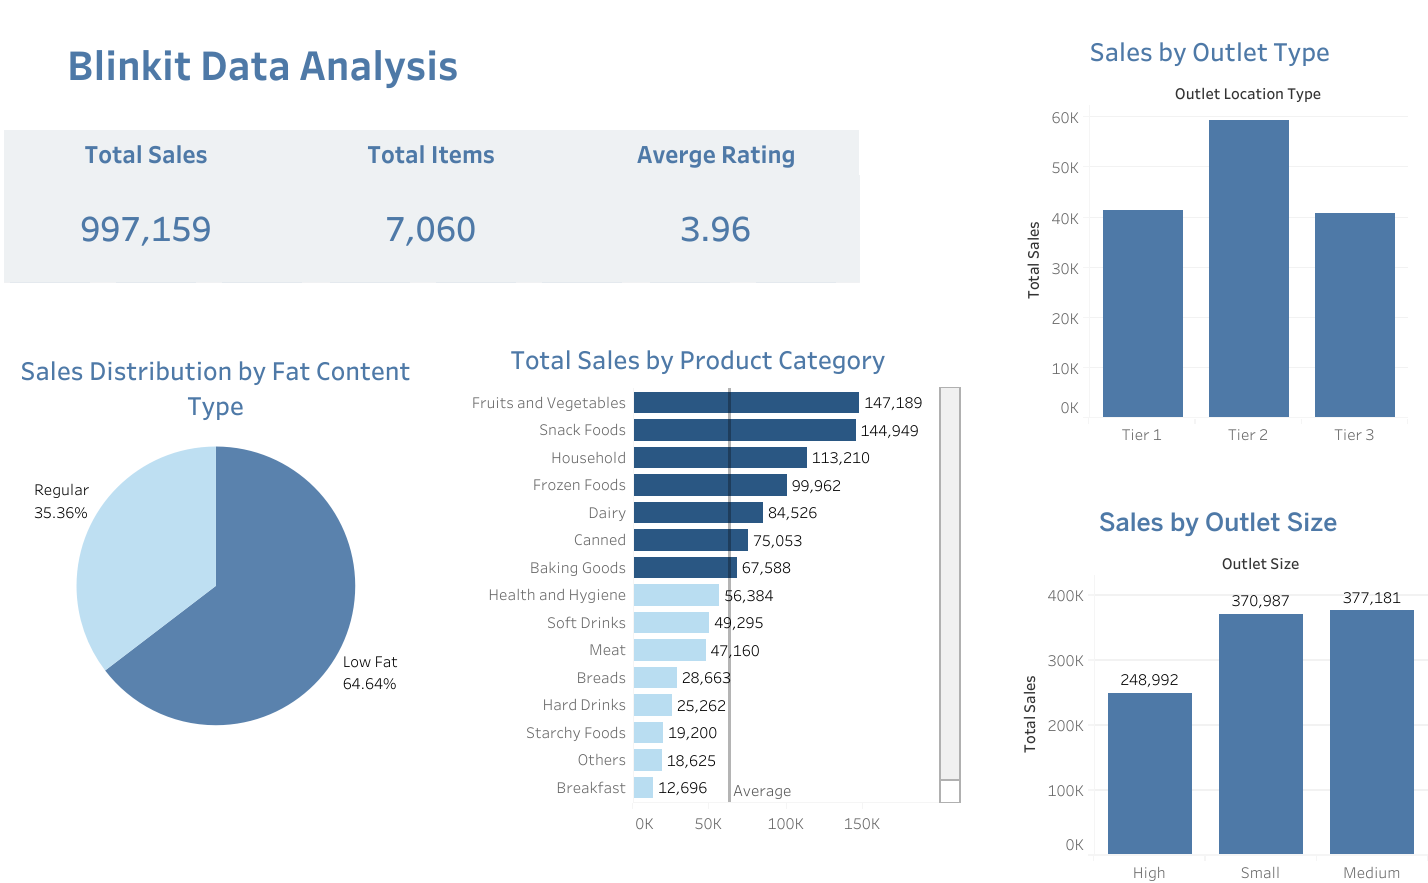 Blinkit Data Analysis
Total Sales
Total Items
Averge Rating
997,159
7,060
3.96
Sales Distribution by Fat Content
Type
Regular
35.36%
Low Fat
64.64%
Total Sales by Product Category
Fruits and Vegetables 147,189
Snack Foods 144,949
Household 113,210
Frozen Foods 99,962
Dairy 84,526
Canned 75,053
Baking Goods 67,588
Health and Hygiene 56,384
Soft Drinks 49,295
Meat 47,160
Breads 28,663
Hard Drinks 25,262
Starchy Foods 19,200
Others 18,625
Breakfast 12,696
Average
0K 50K 100K 150K
Sales by Outlet Type
Outlet Location Type
Total Sales
60K
50K
40K
30K
20K
10K
0K
Tier 1 Tier 2 Tier 3
Sales by Outlet Size
Outlet Size
Total Sales
400K
300K
200K
100K
0K
248,992
370,987
377,181
High Small Medium